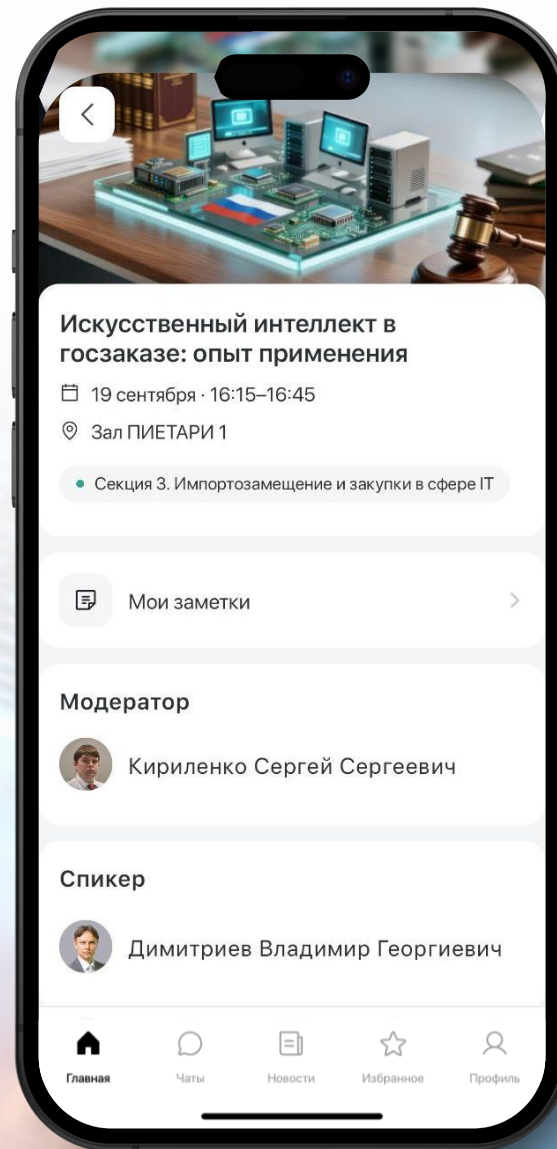 Искусственный интеллект в
госзаказе: опыт применения
19 сентября · 16:15–16:45
Зал ПИЕТАРИ 1
Секция 3. Импортозамещение и закупки в сфере IT
Мои заметки
Модератор
Кириленко Сергей Сергеевич
Спикер
Димитриев Владимир Георгиевич
Главная
Чаты
Новости
Избранное
Профиль